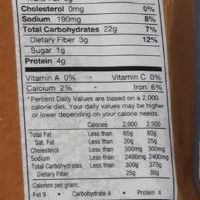 Cholesterol 0mg 0%
Sodium 190mg 8%
Total Carbohydrates 22g 7%
Dietary Fiber 3g 12%
Sugar 1g
Protein 4g
Vitamin A 0% Vitamin C 0%
Calcium 2% Iron 6%
*Percent Daily Values are based on a 2,000
calorie diet. Your daily values may be higher
or lower depending on your calorie needs.
Calories 2,000 2,500
Total Fat Less than 65g 80g
Sat. Fat Less than 20g 25g
Cholesterol Less than 300mg 300mg
Sodium Less than 2400mg 2400mg
Total Carbohydrates Less than 300g 375g
Dietary Fiber 25g 30g
Calories per gram:
Fat 9 • Carbohydrate 4 • Protein 4